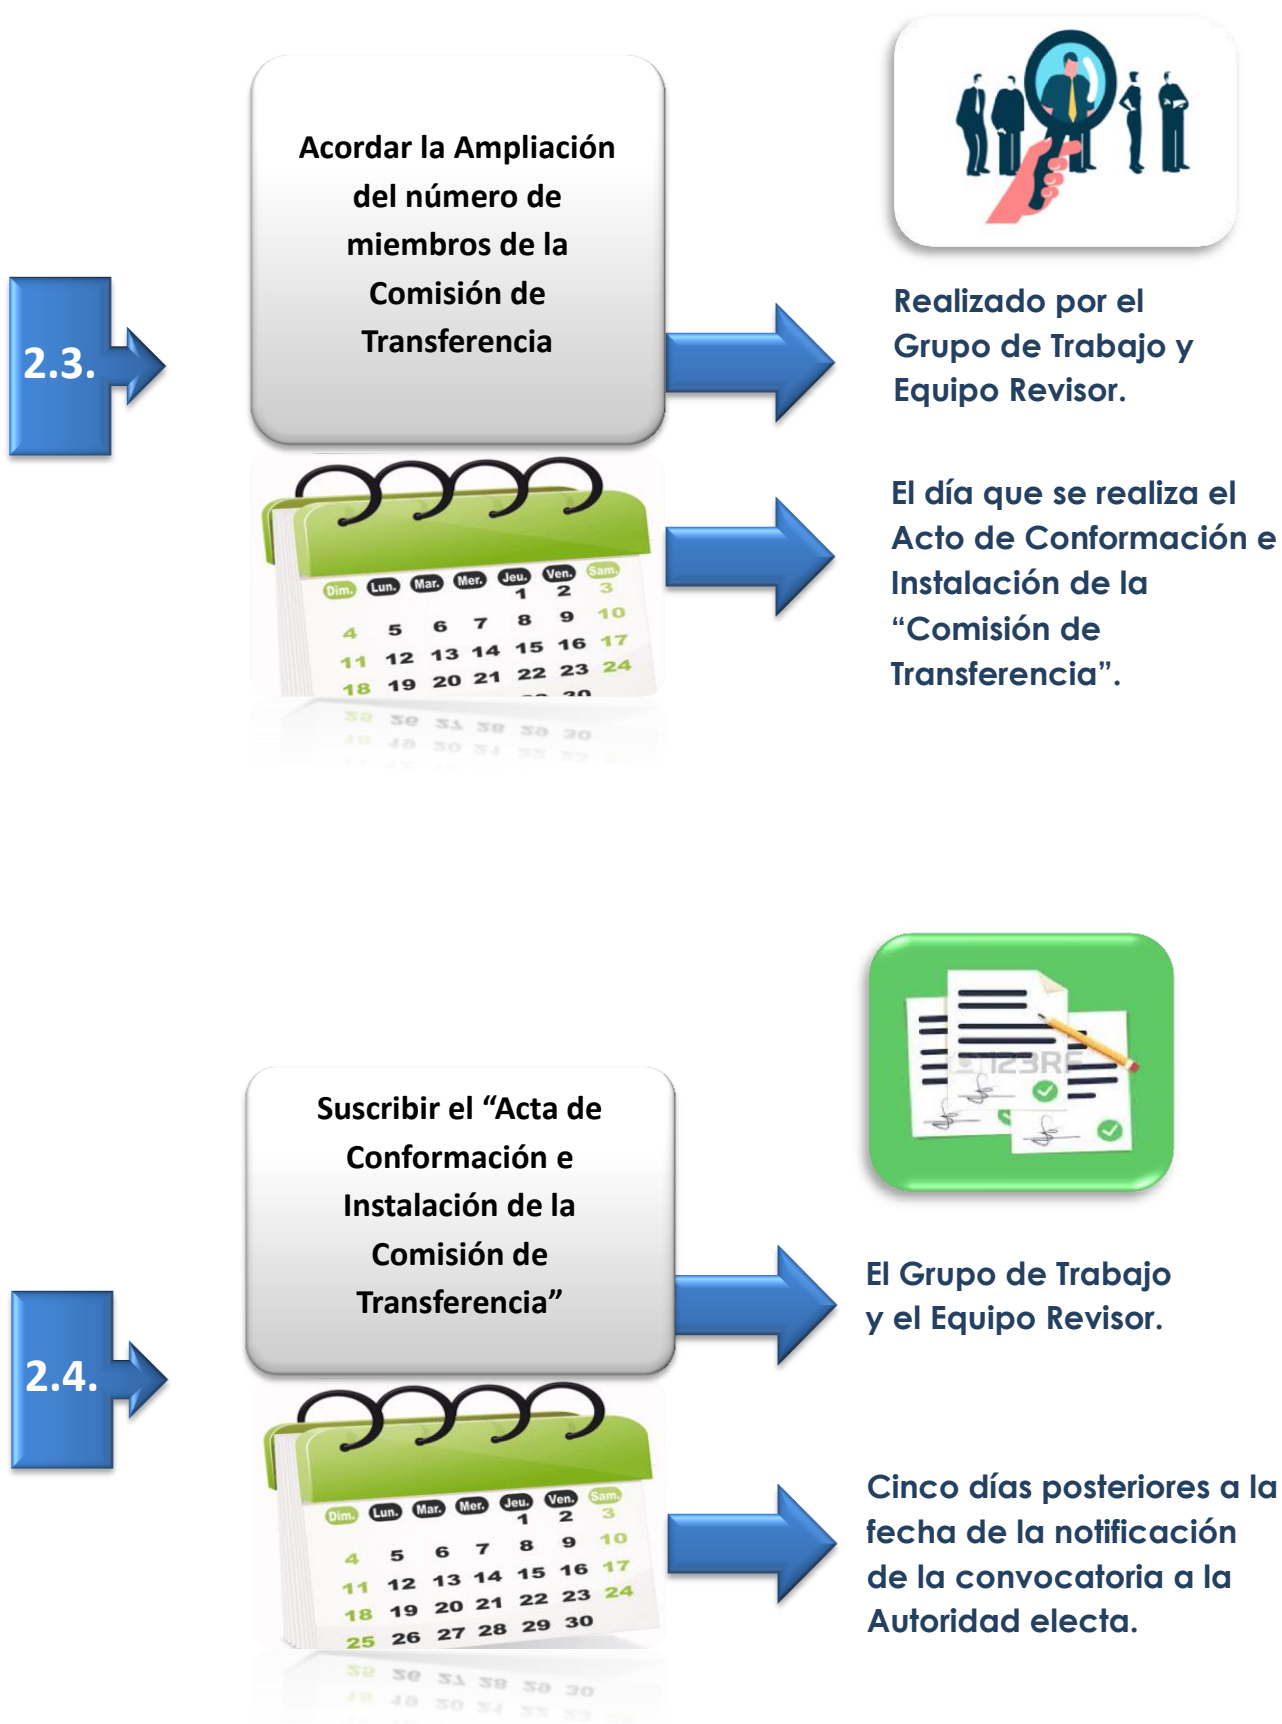 2.3.
Acordar la Ampliación
del número de
miembros de la
Comisión de
Transferencia
Realizado por el
Grupo de Trabajo y
Equipo Revisor.
Dim. Lun. Mar. Mer. Jeu. Ven. Sam.
1 2 3
4 5 6 7 8 9 10
11 12 13 14 15 16 17
18 19 20 21 22 23 24
El día que se realiza el
Acto de Conformación e
Instalación de la
“Comisión de
Transferencia”.
2.4.
Suscribir el “Acta de
Conformación e
Instalación de la
Comisión de
Transferencia”
123RF
El Grupo de Trabajo
y el Equipo Revisor.
Dim. Lun. Mar. Mer. Jeu. Ven. Sam.
1 2 3
4 5 6 7 8 9 10
11 12 13 14 15 16 17
18 19 20 21 22 23 24
25 26 27 28 29 30
Cinco días posteriores a la
fecha de la notificación
de la convocatoria a la
Autoridad electa.